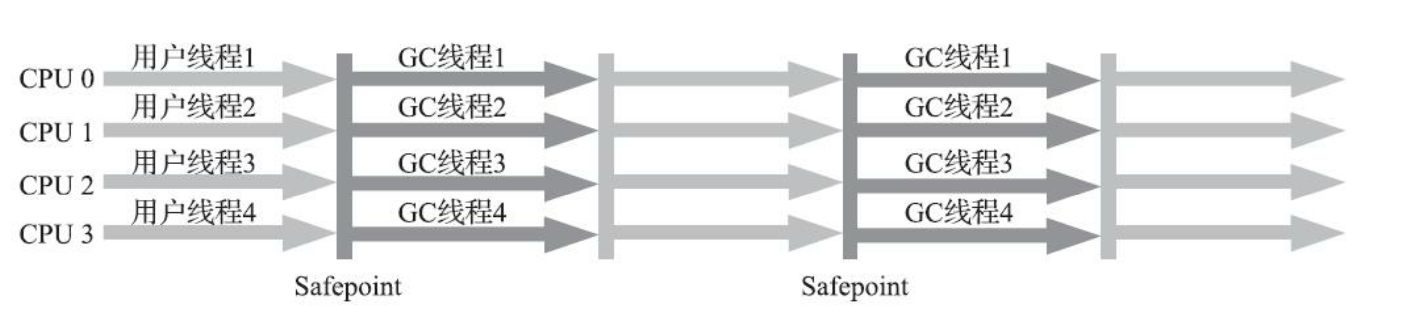 用户线程1 GC线程1 GC线程1
CPU 0
用户线程2 GC线程2 GC线程2
CPU 1
用户线程3 GC线程3 GC线程3
CPU 2
用户线程4 GC线程4 GC线程4
CPU 3
Safepoint Safepoint